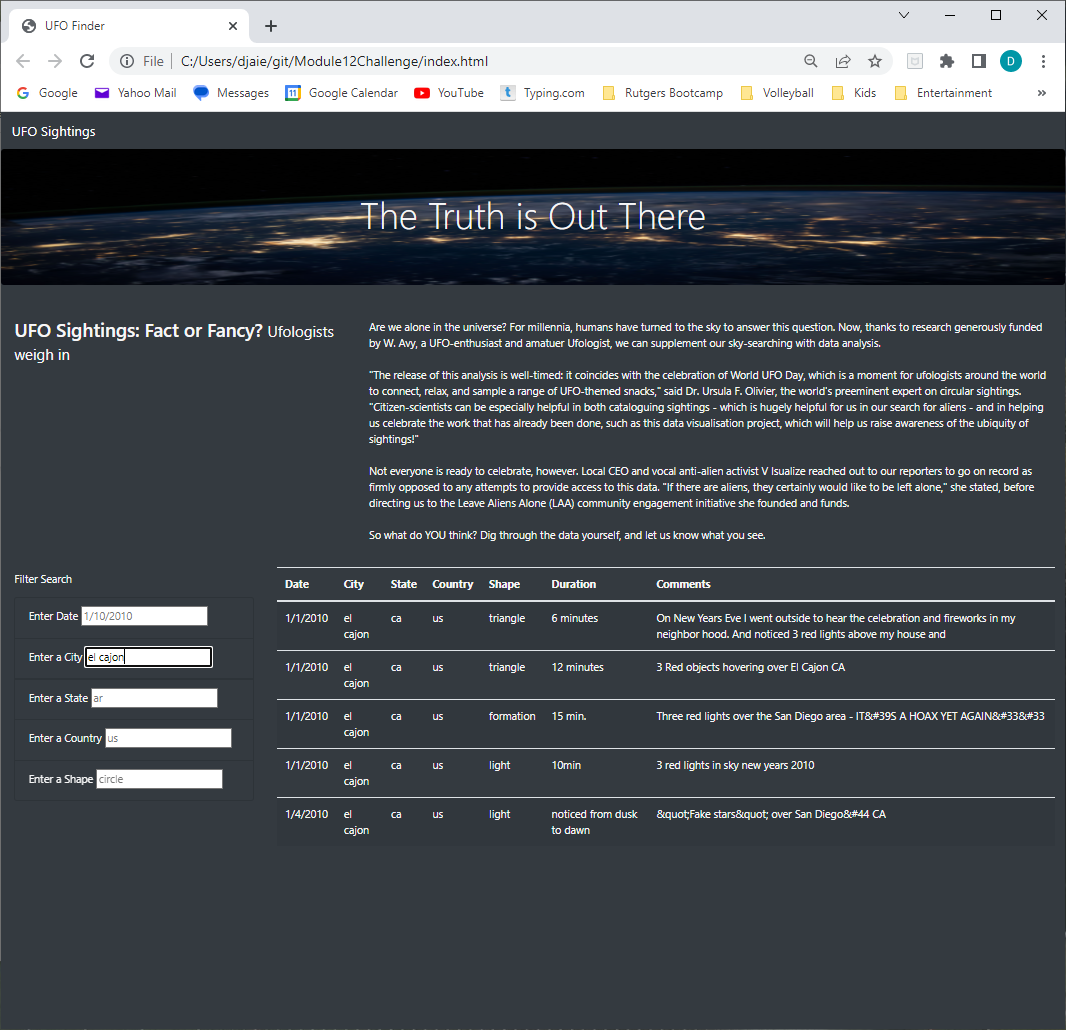 UFO Finder
File
C:/Users/djaie/git/Module12Challenge/index.html
D
Google
Yahoo Mail
Messages
11
Google Calendar
YouTube
t
Typing.com
Rutgers Bootcamp
Volleyball
Kids
Entertainment
»
UFO Sightings
The Truth is Out There
UFO Sightings: Fact or Fancy? Ufologists
weigh in
Are we alone in the universe? For millennia, humans have turned to the sky to answer this question. Now, thanks to research generously funded
by W. Avy, a UFO-enthusiast and amatuer Ufologist, we can supplement our sky-searching with data analysis.
"The release of this analysis is well-timed: it coincides with the celebration of World UFO Day, which is a moment for ufologists around the world
to connect, relax, and sample a range of UFO-themed snacks," said Dr. Ursula F. Olivier, the world's preeminent expert on circular sightings.
"Citizen-scientists can be especially helpful in both cataloguing sightings - which is hugely helpful for us in our search for aliens - and in helping
us celebrate the work that has already been done, such as this data visualisation project, which will help us raise awareness of the ubiquity of
sightings!"
Not everyone is ready to celebrate, however. Local CEO and vocal anti-alien activist V Isualize reached out to our reporters to go on record as
firmly opposed to any attempts to provide access to this data. "If there are aliens, they certainly would like to be left alone," she stated, before
directing us to the Leave Aliens Alone (LAA) community engagement initiative she founded and funds.
So what do YOU think? Dig through the data yourself, and let us know what you see.
Filter Search
Enter Date 1/10/2010
Enter a City el cajon
Enter a State ar
Enter a Country us
Enter a Shape circle
Date City State Country Shape Duration Comments
1/1/2010 el ca us triangle 6 minutes On New Years Eve I went outside to hear the celebration and fireworks in my
cajon neighbor hood. And noticed 3 red lights above my house and
1/1/2010 el ca us triangle 12 minutes 3 Red objects hovering over El Cajon CA
cajon
1/1/2010 el ca us formation 15 min. Three red lights over the San Diego area - IT&#39S A HOAX YET AGAIN&#33&#33
cajon
1/1/2010 el ca us light 10min 3 red lights in sky new years 2010
cajon
1/4/2010 el ca us light noticed from dusk &quot;Fake stars&quot; over San Diego&#44 CA
cajon to dawn